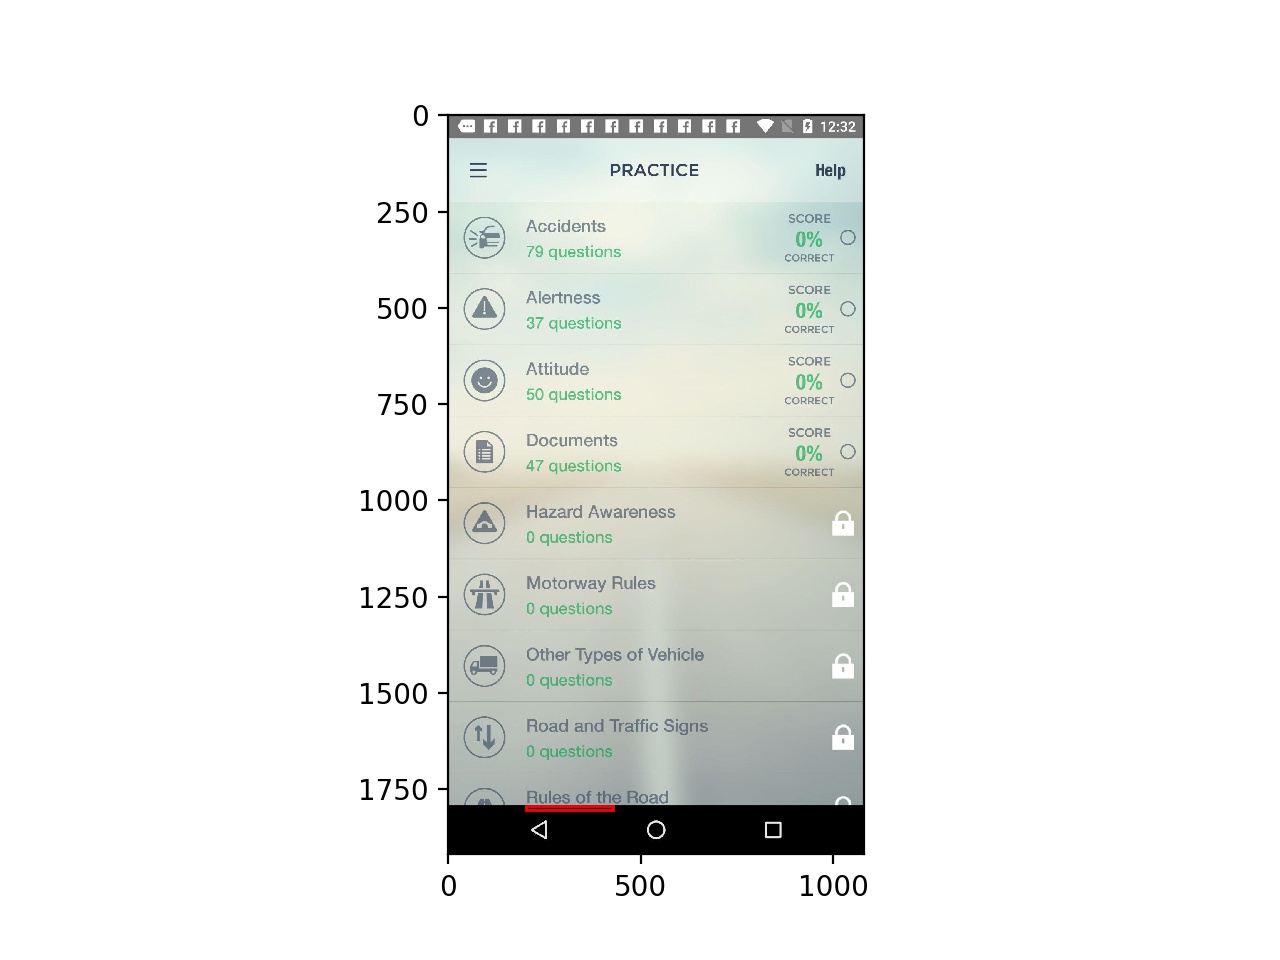 0
12:32
PRACTICE
Help
250
Accidents
79 questions
SCORE
0%
CORRECT
500
Alertness
37 questions
SCORE
0%
CORRECT
750
Attitude
50 questions
SCORE
0%
CORRECT
Documents
47 questions
SCORE
0%
CORRECT
1000
Hazard Awareness
0 questions
1250
Motorway Rules
0 questions
Other Types of Vehicle
0 questions
1500
Road and Traffic Signs
0 questions
1750
Rules of the Road
0
500
1000